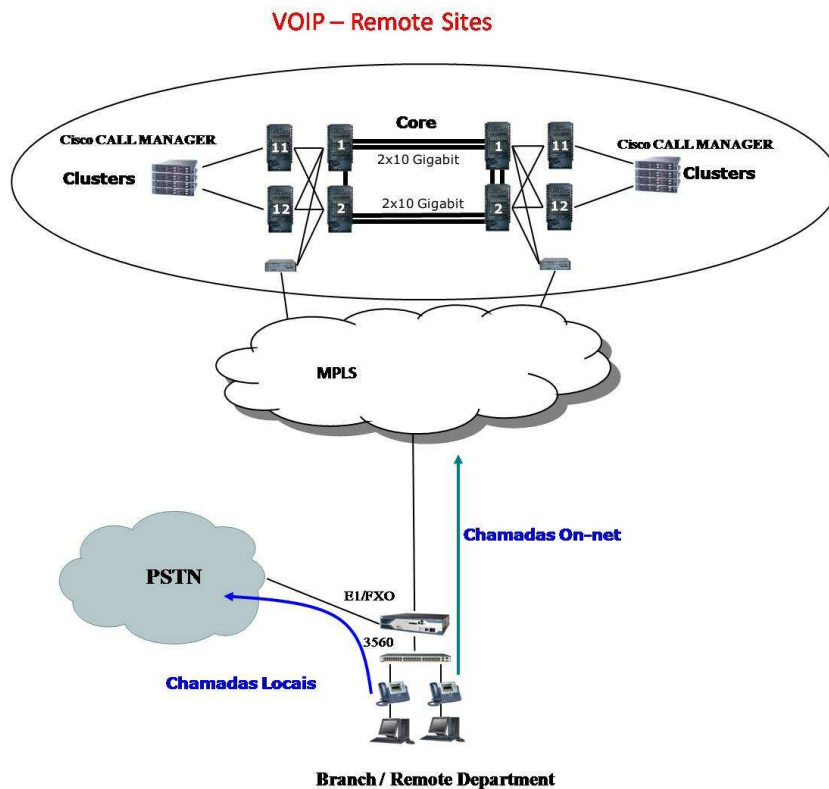 VOIP – Remote Sites
Core
Cisco CALL MANAGER
Clusters
11
12
1
2
2x10 Gigabit
2x10 Gigabit
1
2
11
12
Cisco CALL MANAGER
Clusters
MPLS
Chamadas On-net
PSTN
E1/FXO
3560
Chamadas Locais
Branch / Remote Department